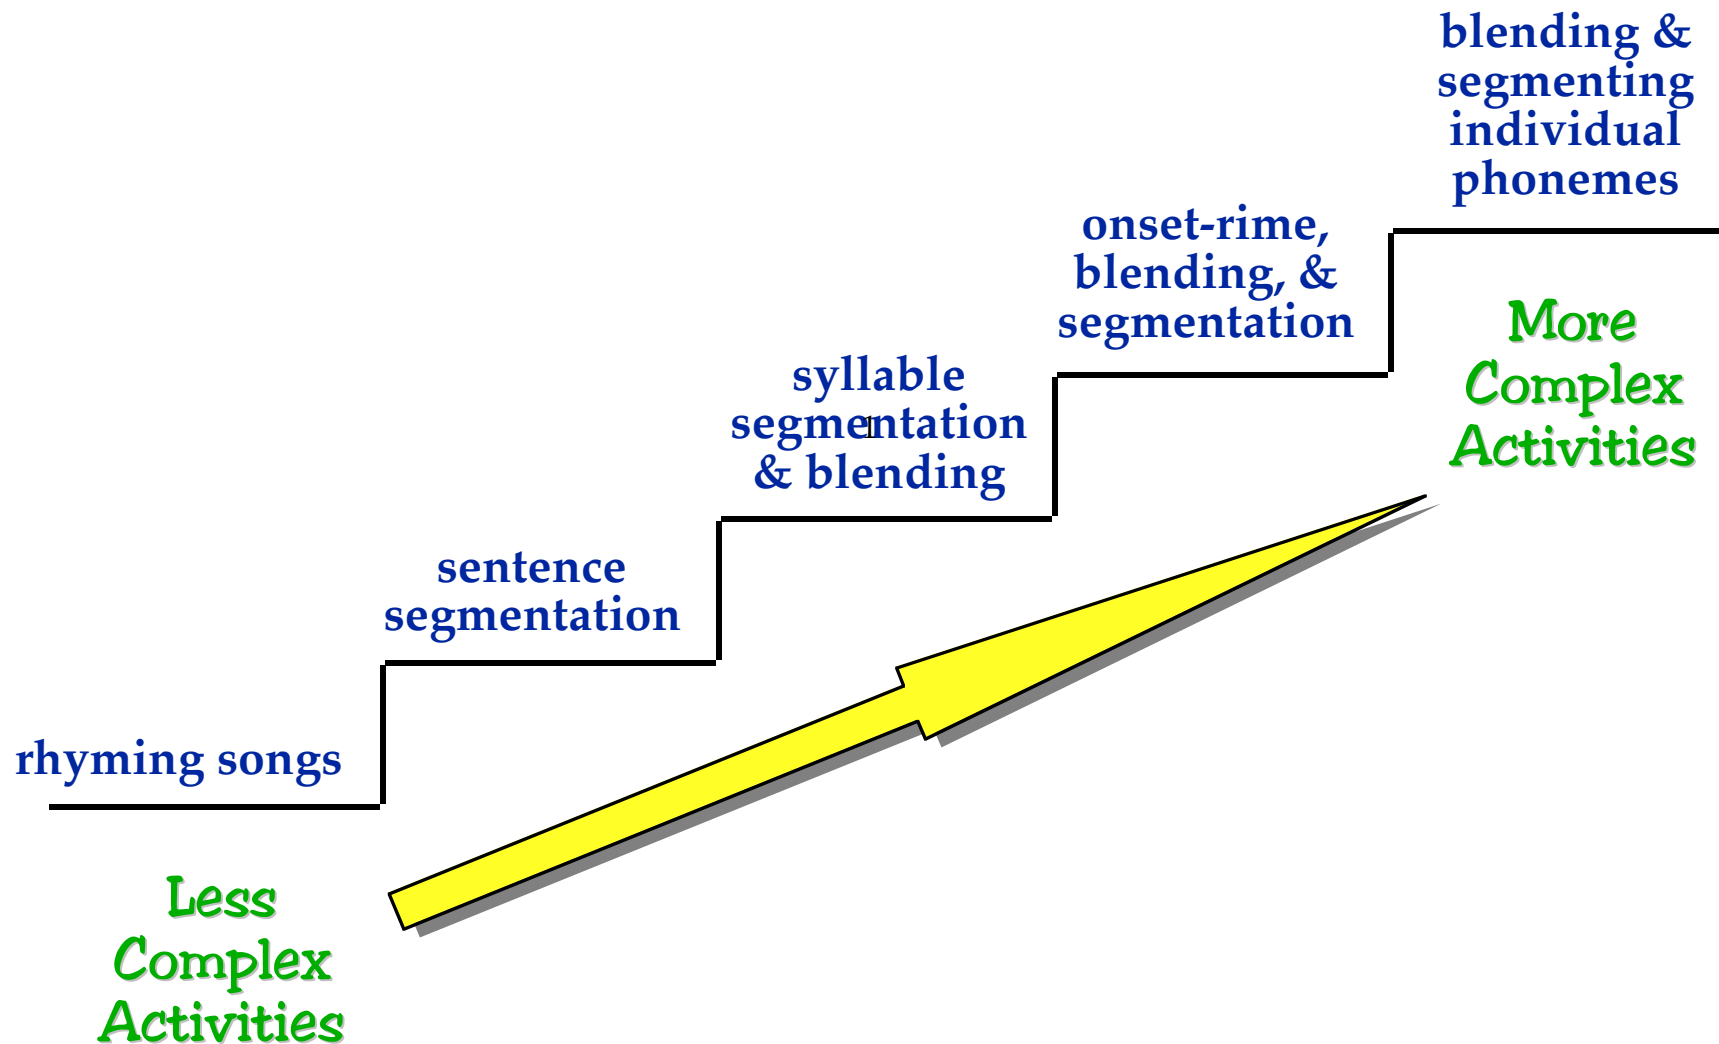 blending &
segmenting
individual
phonemes
onset-rime,
blending, &
segmentation
More
Complex
Activities
syllable
segmentation
1
& blending
sentence
segmentation
rhyming songs
Less
Complex
Activities